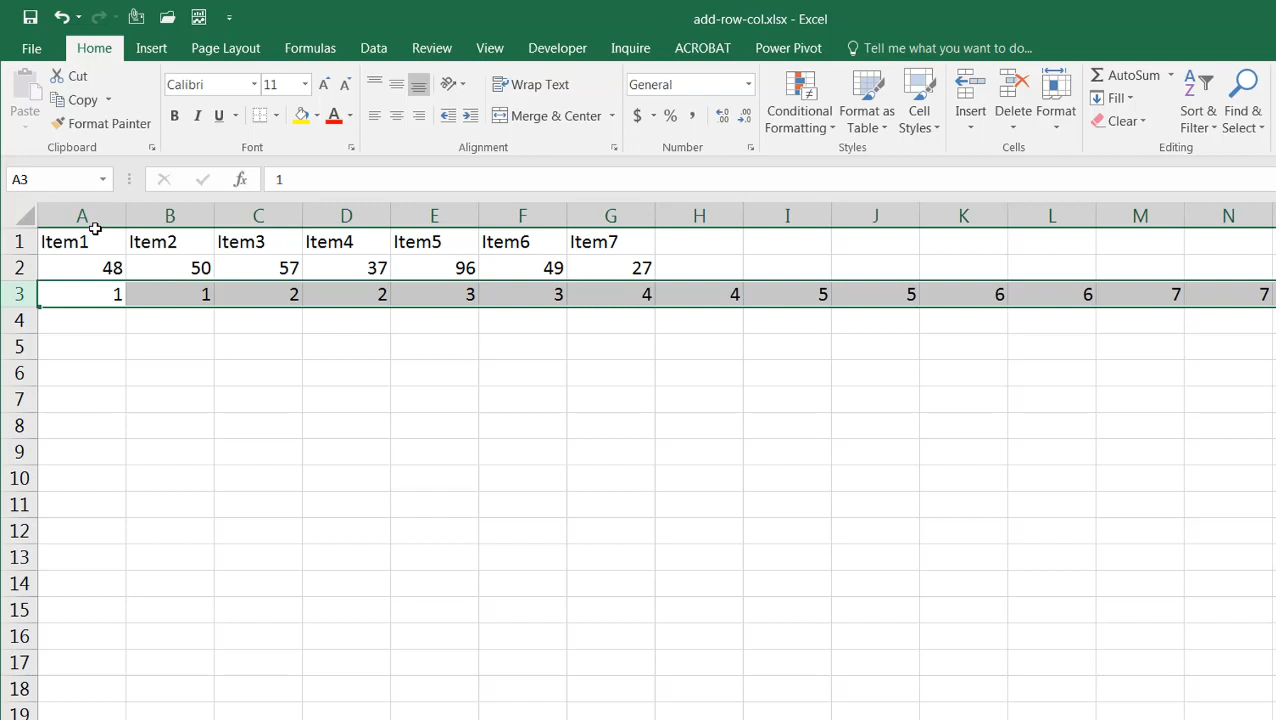 add-row-col.xlsx - Excel
File Home Insert Page Layout Formulas Data Review View Developer Inquire ACROBAT Power Pivot Tell me what you want to do...
Paste
Cut
Copy
Format Painter
Clipboard
Calibri 11
B I U
Font
Wrap Text
Merge & Center
Alignment
General
$ % ,
Number
Conditional Formatting
Format as Table
Cell Styles
Styles
Insert Delete Format
Cells
AutoSum
Fill
Clear
Sort & Filter
Find & Select
Editing
A3 fx 1
A B C D E F G H I J K L M N
1 Item1 Item2 Item3 Item4 Item5 Item6 Item7
2 48 50 57 37 96 49 27
3 1 1 2 2 3 3 4 4 5 5 6 6 7 7
4
5
6
7
8
9
10
11
12
13
14
15
16
17
18
19